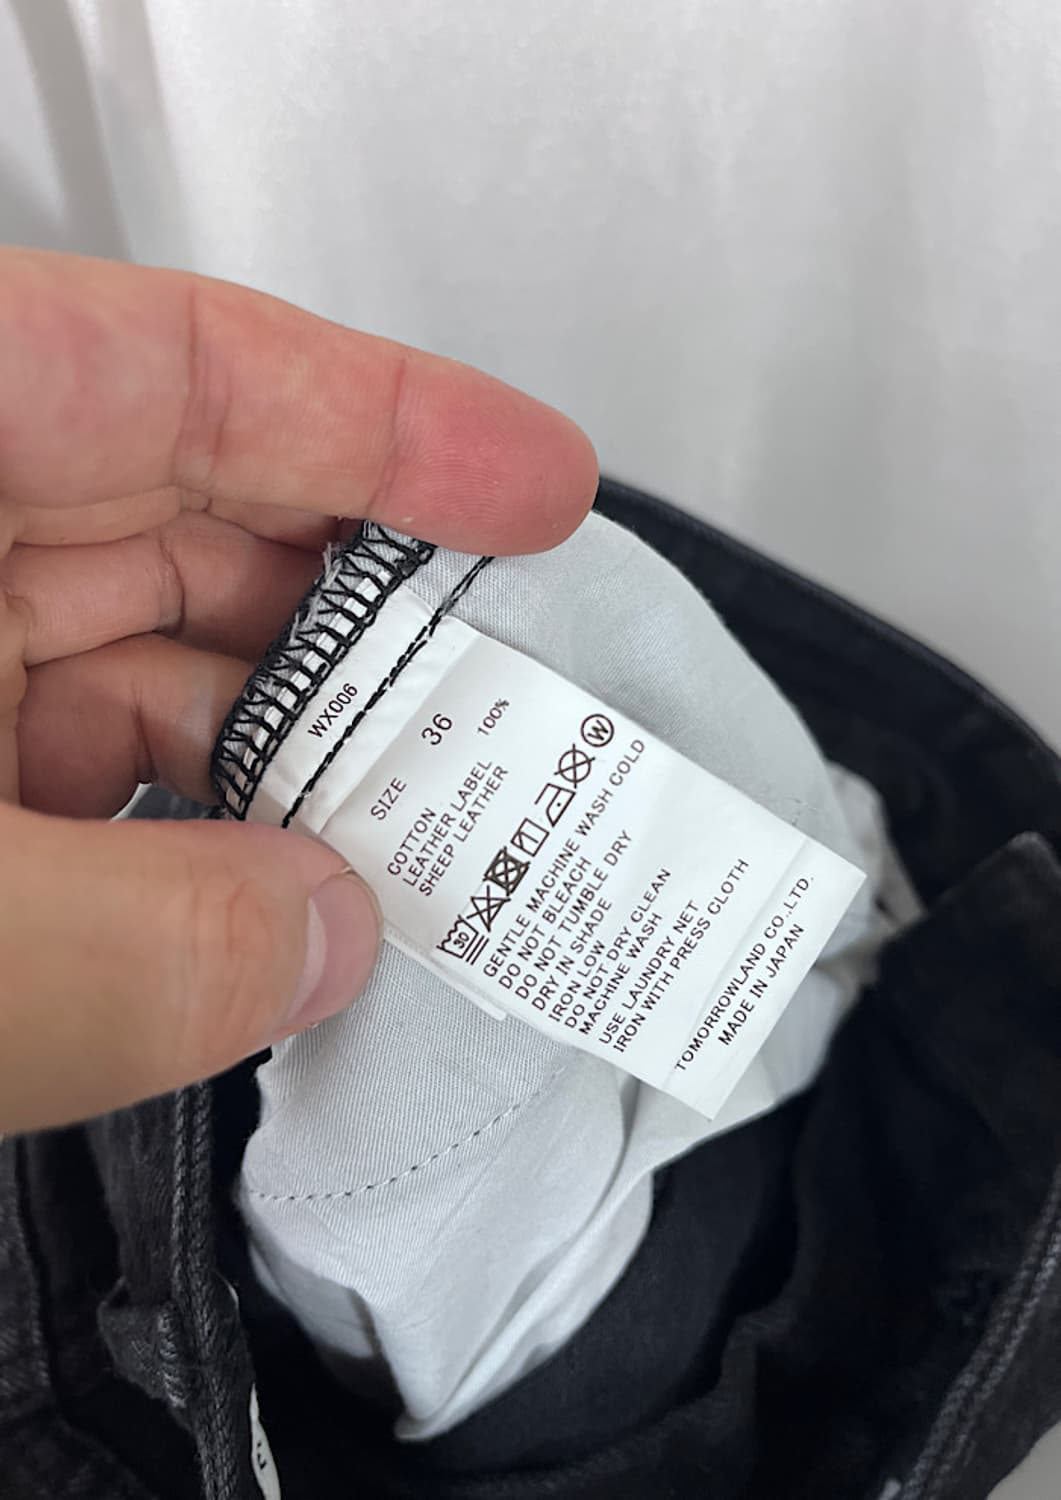 WX006
SIZE 36
COTTON 100%
LEATHER LABEL
SHEEP LEATHER
30 W
GENTLE MACHINE WASH COLD
DO NOT BLEACH
DO NOT TUMBLE DRY
DRY IN SHADE
IRON LOW
DO NOT DRY CLEAN
MACHINE WASH
USE LAUNDRY NET
IRON WITH PRESS CLOTH
TOMORROWLAND CO.,LTD.
MADE IN JAPAN